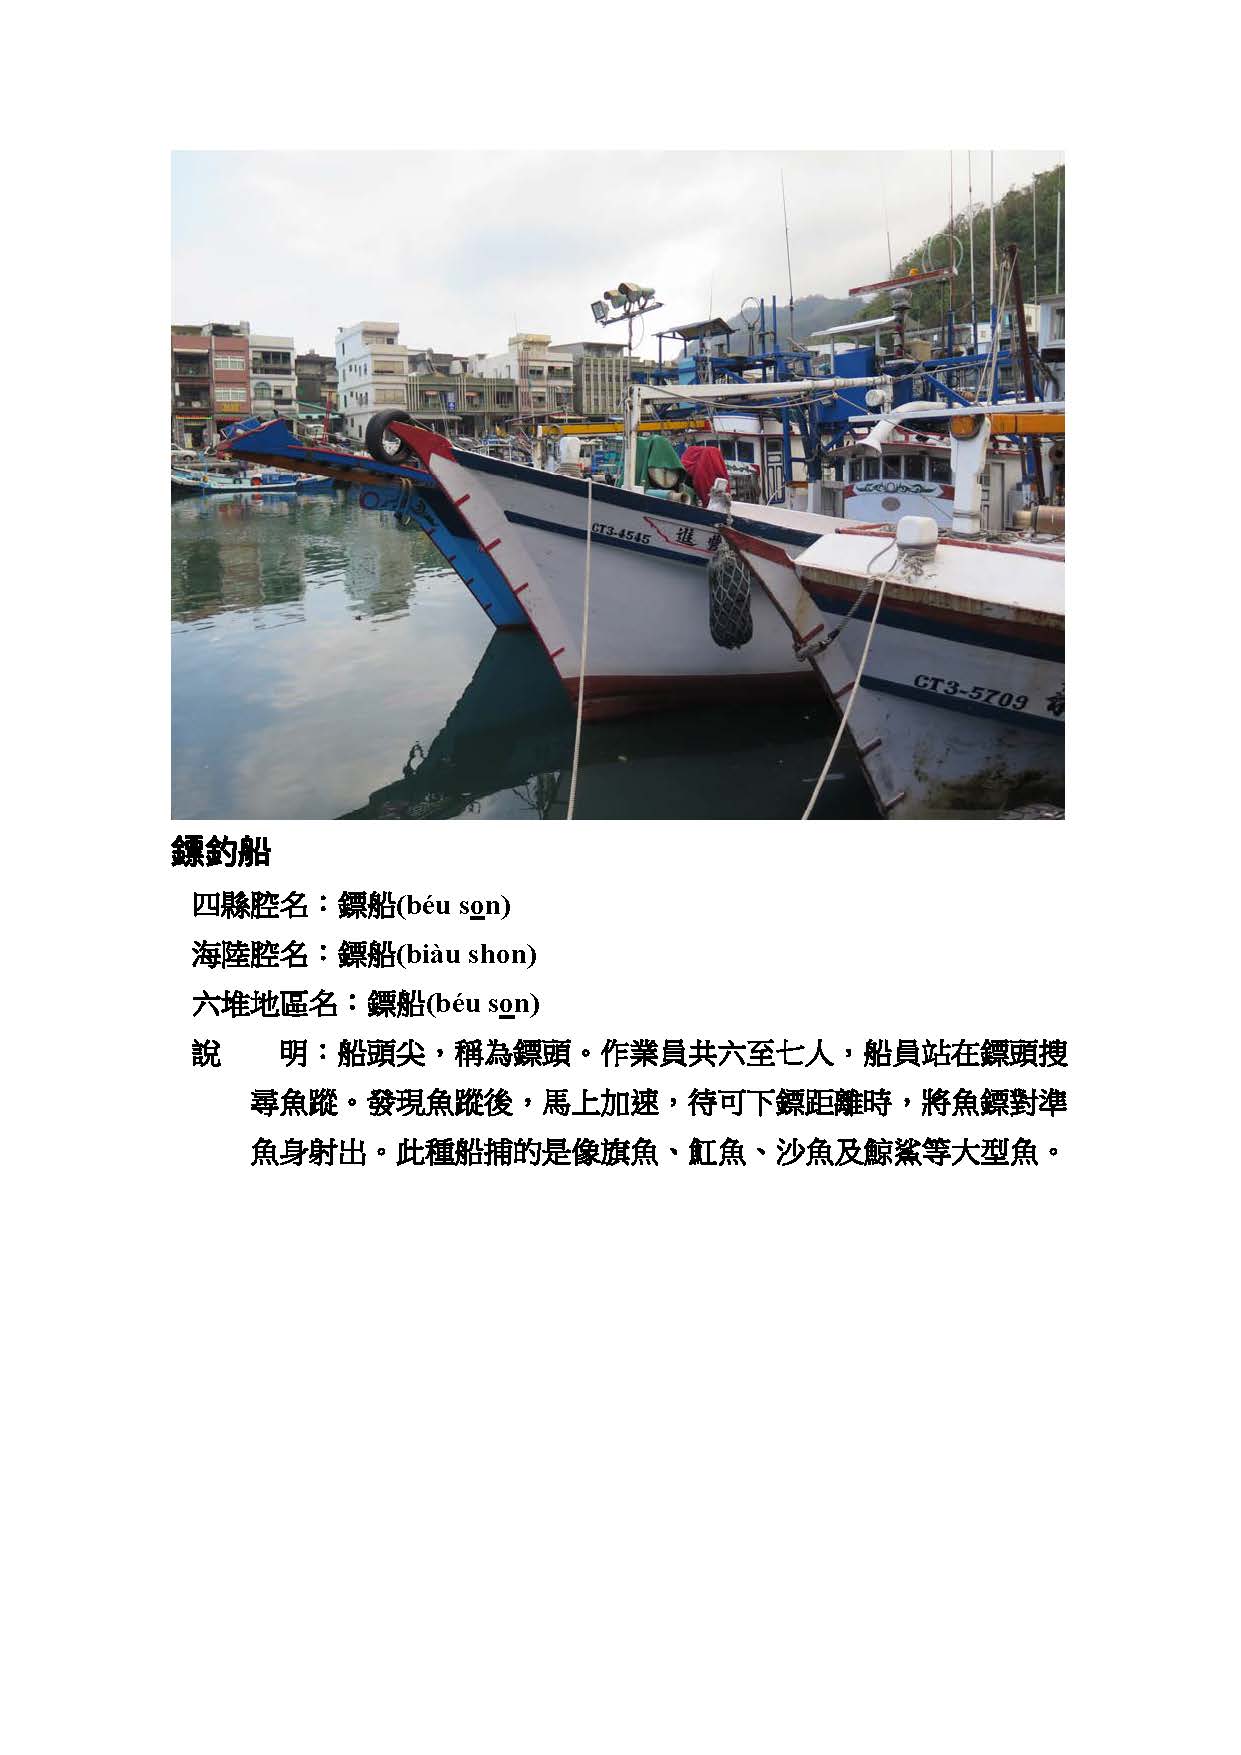 CT3-4545 進
CT3-5709
鏢釣船
四縣腔名：鏢船(béu son)
海陸腔名：鏢船(biàu shon)
六堆地區名：鏢船(béu son)
說　　明：船頭尖，稱為鏢頭。作業員共六至七人，船員站在鏢頭搜
尋魚蹤。發現魚蹤後，馬上加速，待可下鏢距離時，將魚鏢對準
魚身射出。此種船捕的是像旗魚、魟魚、沙魚及鯨鯊等大型魚。